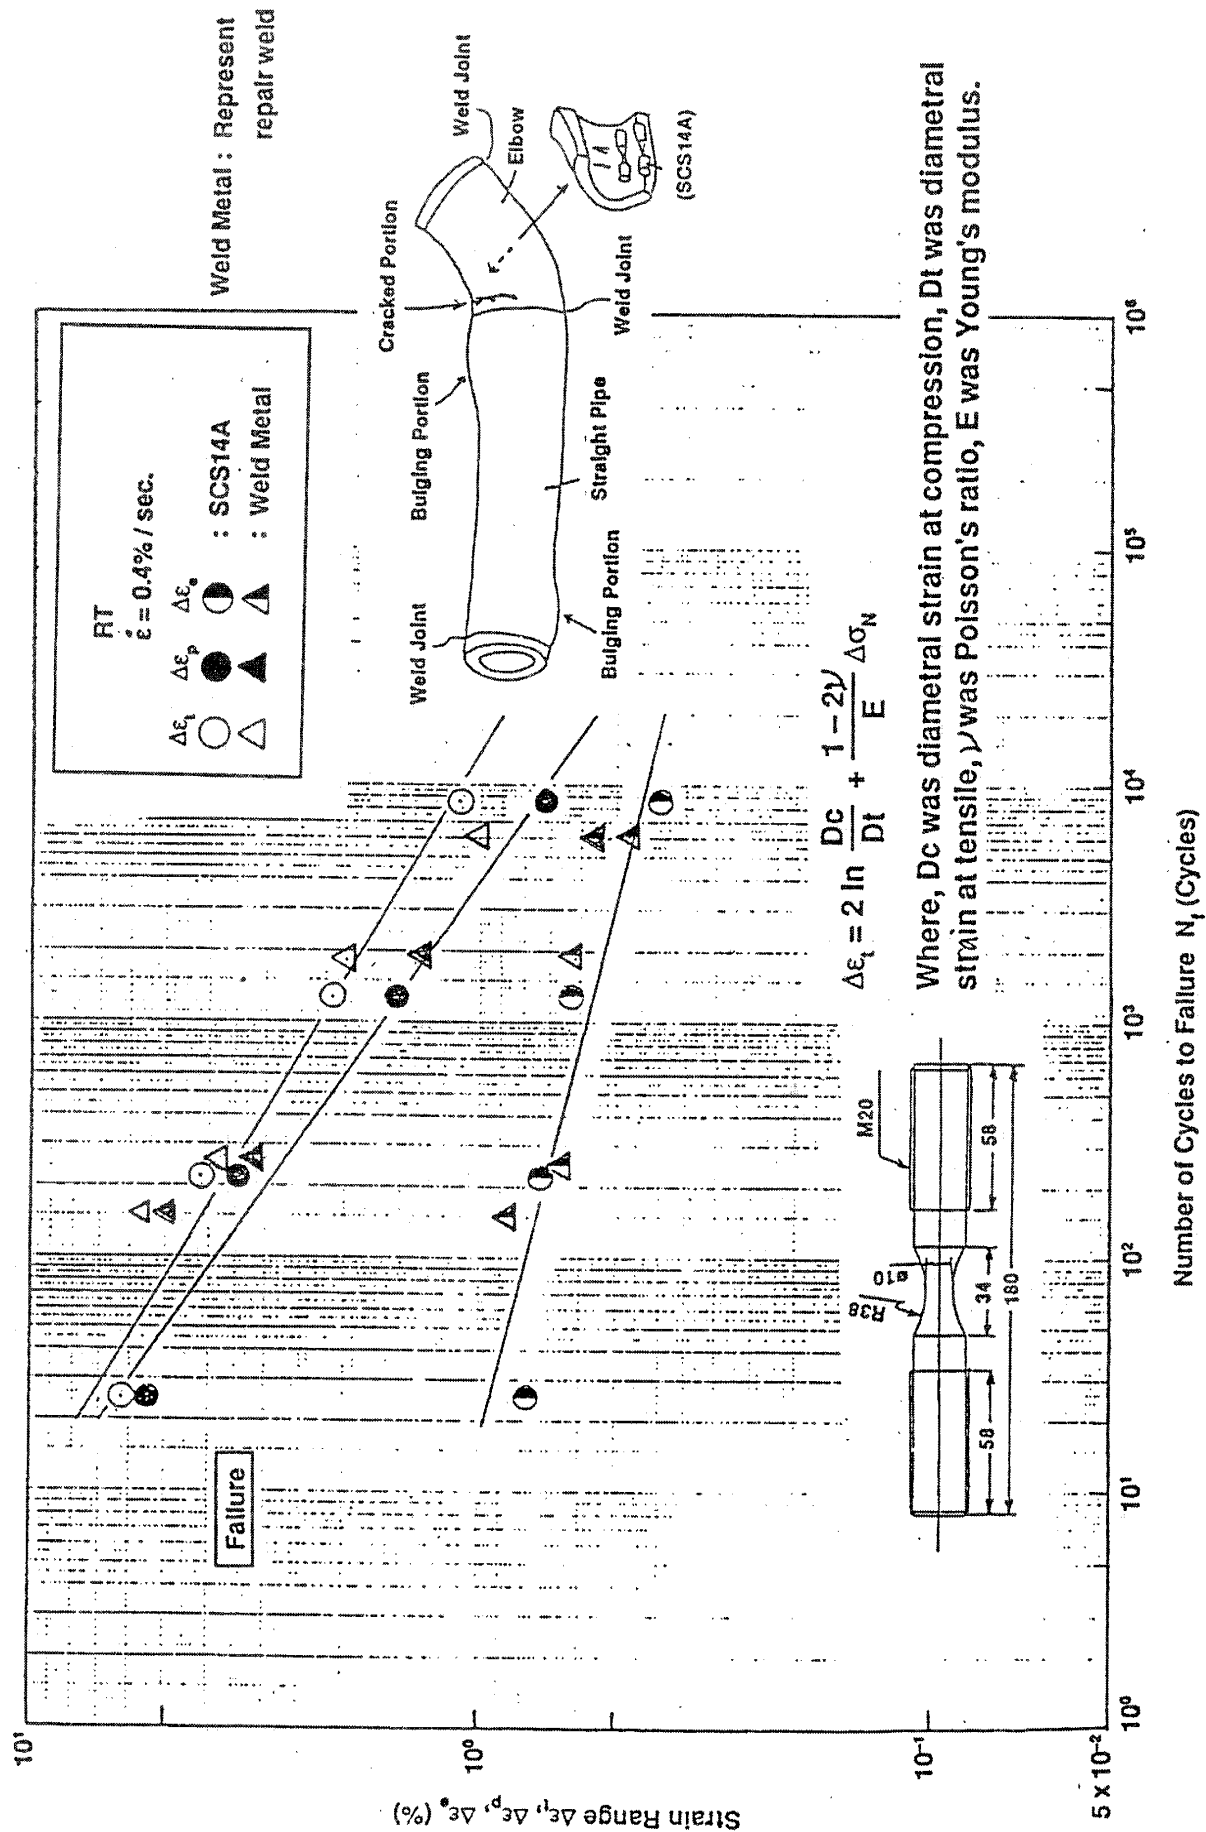 Weld Metal : Represent
repair weld
RT
ε̇ = 0.4% / sec.
Δεt Δεp Δεe
: SCS14A
: Weld Metal
Failure
Cracked Portion
Weld Joint
Elbow
(SCS14A)
Bulging Portion
Weld Joint
Straight Pipe
Weld Joint
Bulging Portion
Δεt = 2 ln Dc/Dt + (1 – 2ν)/E ΔσN
Where, Dc was diametral strain at compression, Dt was diametral
strain at tensile, ν was Poisson's ratio, E was Young's modulus.
M20
R38
ø10
58
34
58
180
10¹
10⁰
10⁻¹
5 x 10⁻²
Strain Range Δεt, Δεp, Δεe (%)
10⁰
10¹
10²
10³
10⁴
10⁵
10⁶
Number of Cycles to Failure Nf (Cycles)